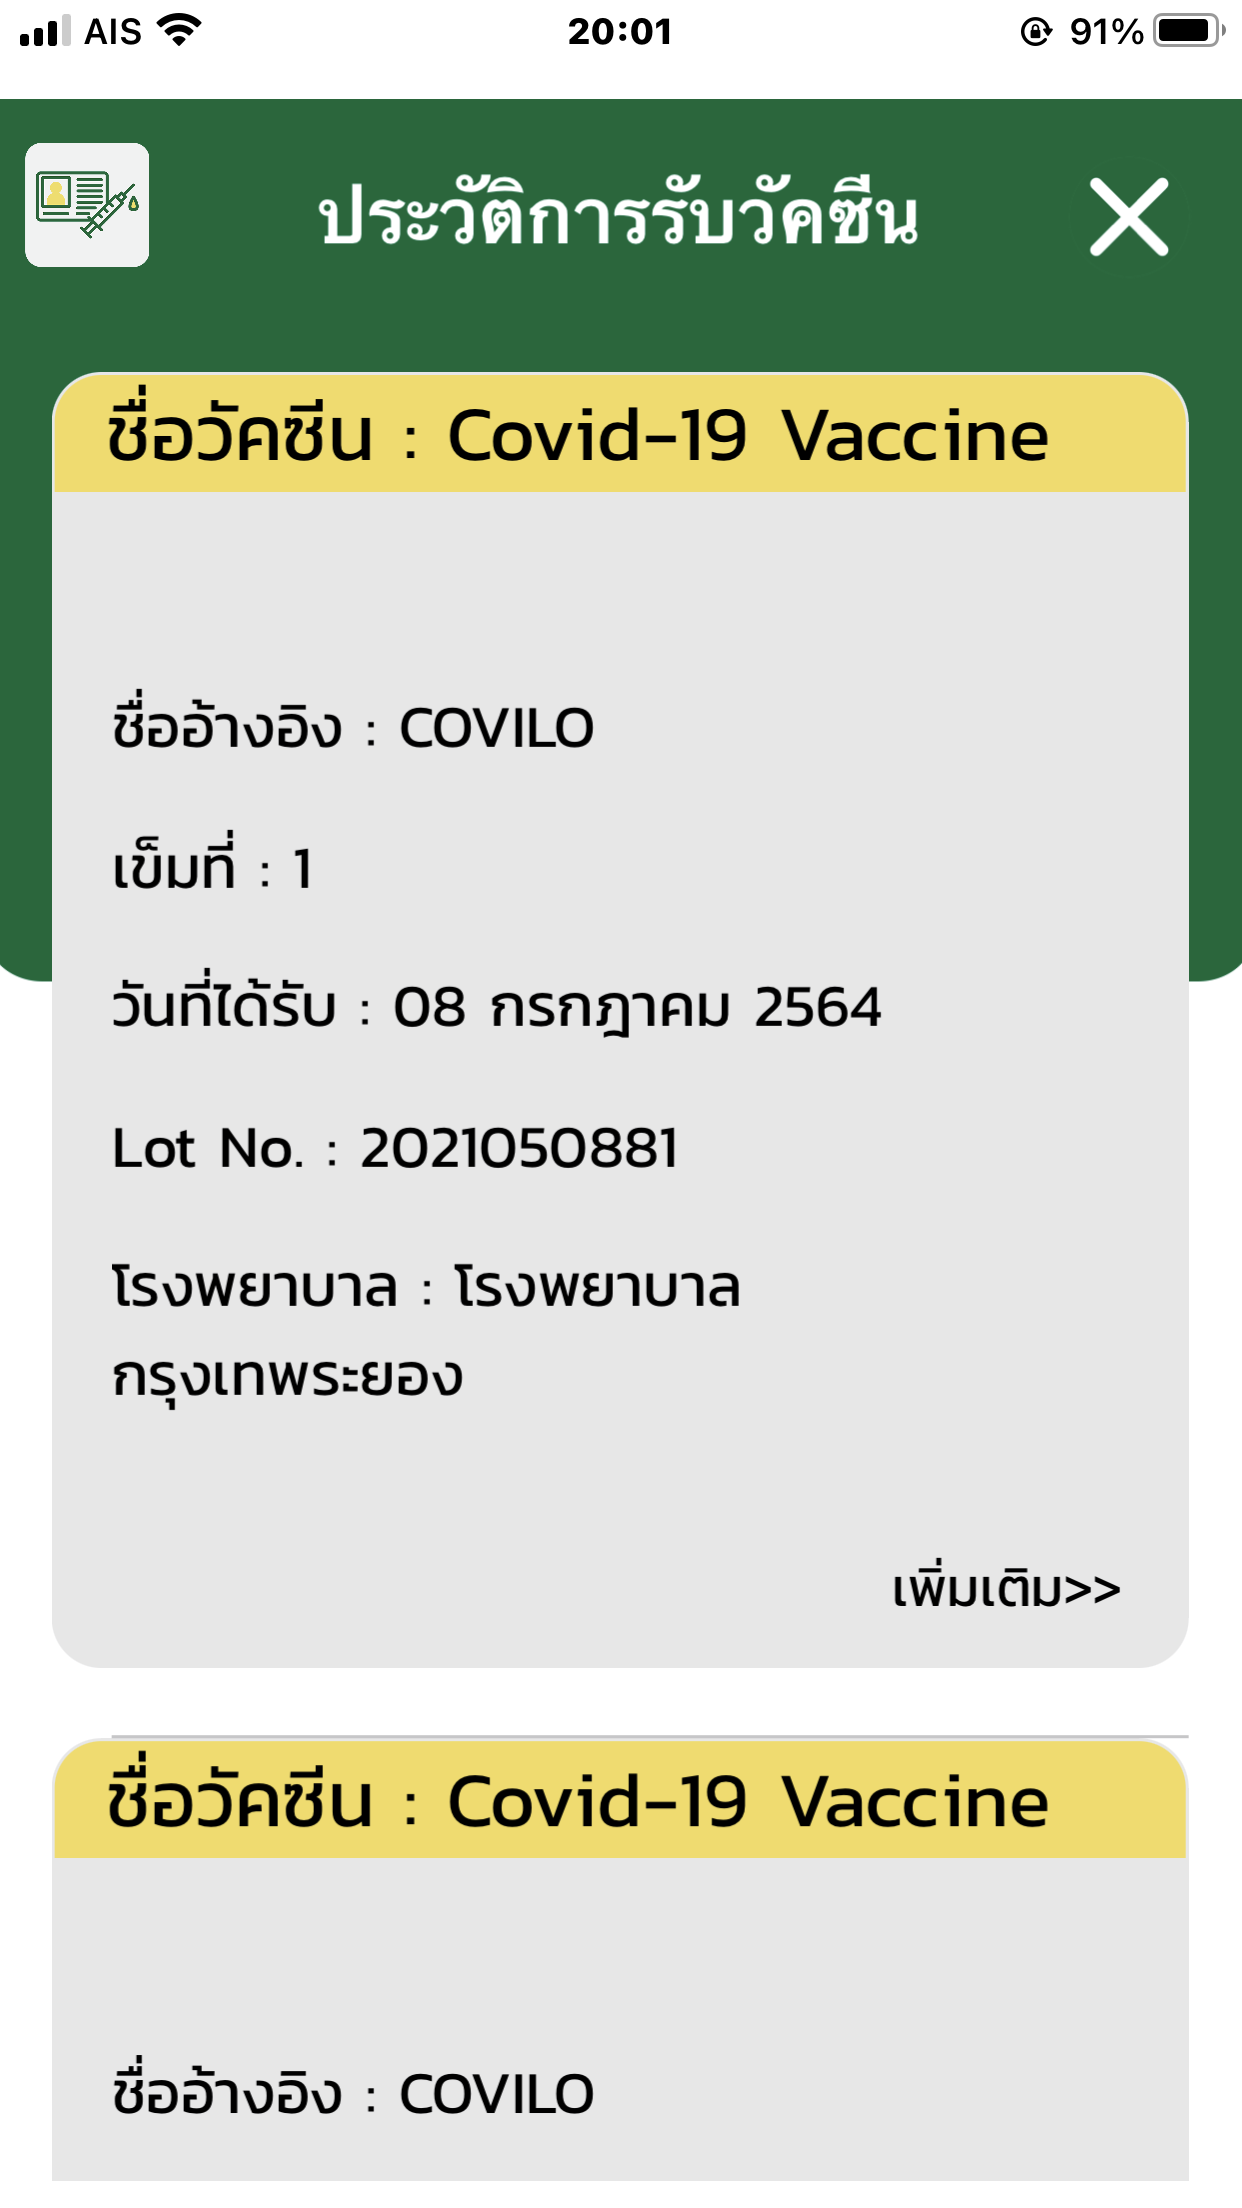 AIS 20:01 91%
ประวัติการรับวัคซีน
ชื่อวัคซีน : Covid-19 Vaccine
ชื่ออ้างอิง : COVILO
เข็มที่ : 1
วันที่ได้รับ : 08 กรกฎาคม 2564
Lot No. : 2021050881
โรงพยาบาล : โรงพยาบาล
กรุงเทพระยอง
เพิ่มเติม>>
ชื่อวัคซีน : Covid-19 Vaccine
ชื่ออ้างอิง : COVILO